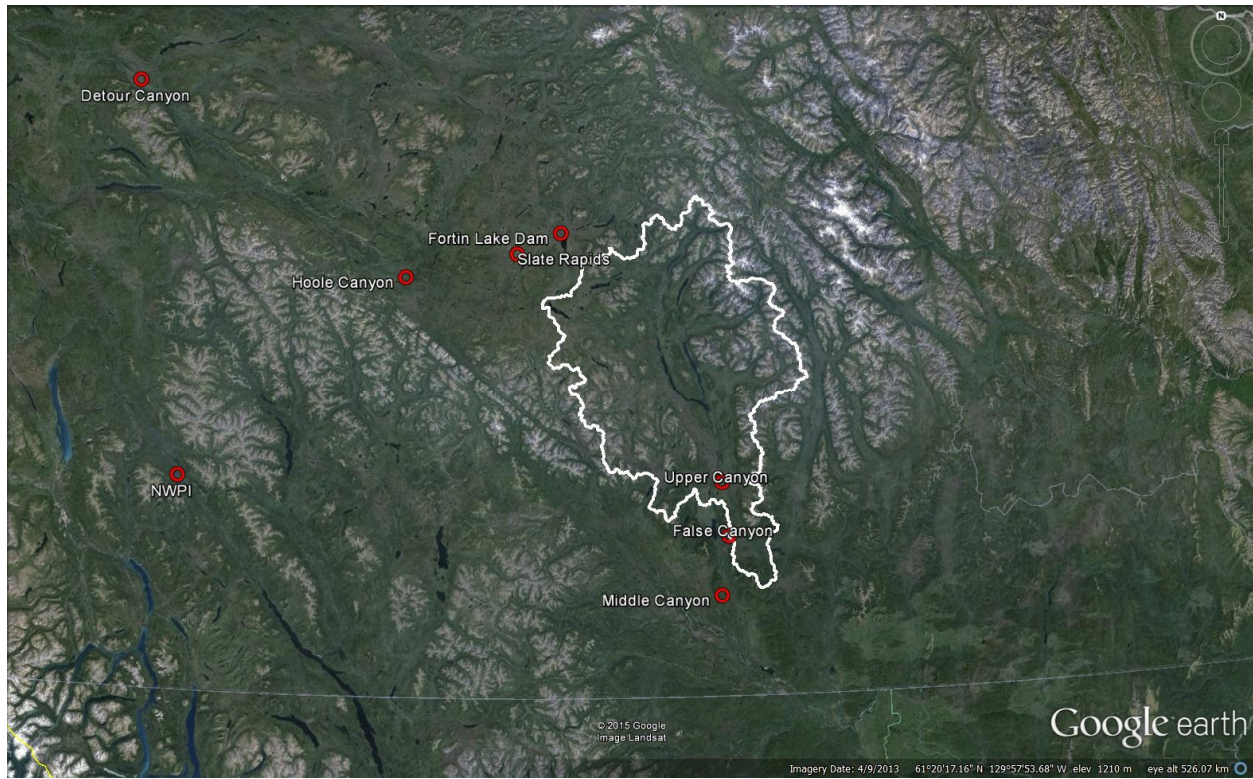 N
Detour Canyon
Fortin Lake Dam
Slate Rapids
Hoole Canyon
Upper Canyon
NWPI
False Canyon
Middle Canyon
© 2015 Google
Image Landsat
Google earth
Imagery Date: 4/9/2013 61°20'17.16" N 129°57'53.68" W elev 1210 m eye alt 526.07 km